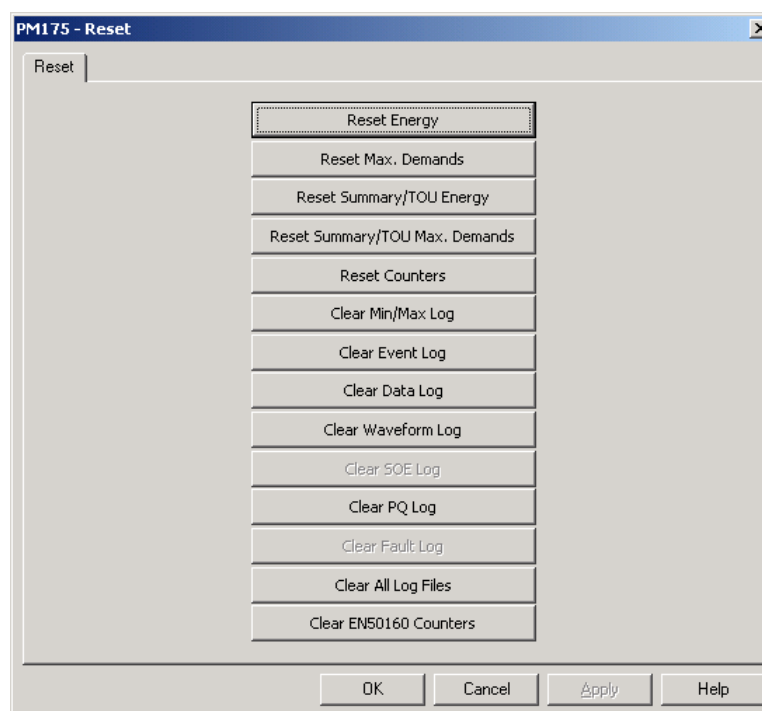 PM175 - Reset
Reset
Reset Energy
Reset Max. Demands
Reset Summary/TOU Energy
Reset Summary/TOU Max. Demands
Reset Counters
Clear Min/Max Log
Clear Event Log
Clear Data Log
Clear Waveform Log
Clear SOE Log
Clear PQ Log
Clear Fault Log
Clear All Log Files
Clear EN50160 Counters
OK Cancel Apply Help